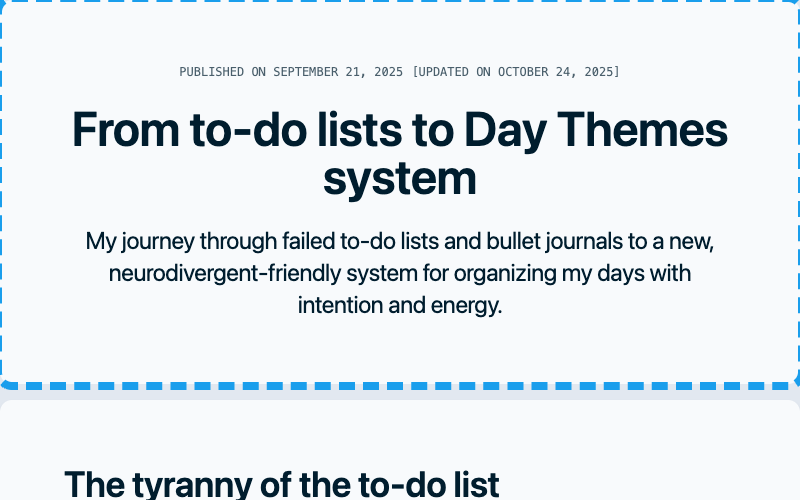 PUBLISHED ON SEPTEMBER 21, 2025 [UPDATED ON OCTOBER 24, 2025]
From to-do lists to Day Themes
system
My journey through failed to-do lists and bullet journals to a new,
neurodivergent-friendly system for organizing my days with
intention and energy.
The tyranny of the to-do list